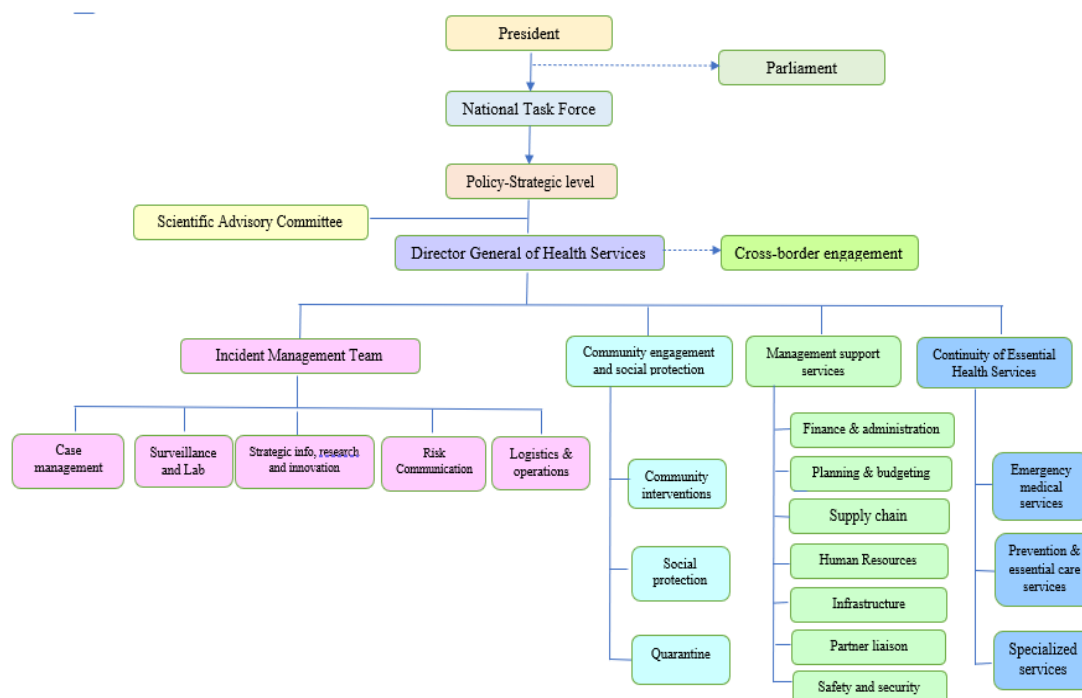 President
Parliament
National Task Force
Policy-Strategic level
Scientific Advisory Committee
Director General of Health Services
Cross-border engagement
Incident Management Team
Community engagement
and social protection
Management support
services
Continuity of Essential
Health Services
Case
management
Surveillance
and Lab
Strategic info, research
and innovation
Risk
Communication
Logistics &
operations
Community
interventions
Social
protection
Quarantine
Finance & administration
Planning & budgeting
Supply chain
Human Resources
Infrastructure
Partner liaison
Safety and security
Emergency
medical
services
Prevention &
essential care
services
Specialized
services